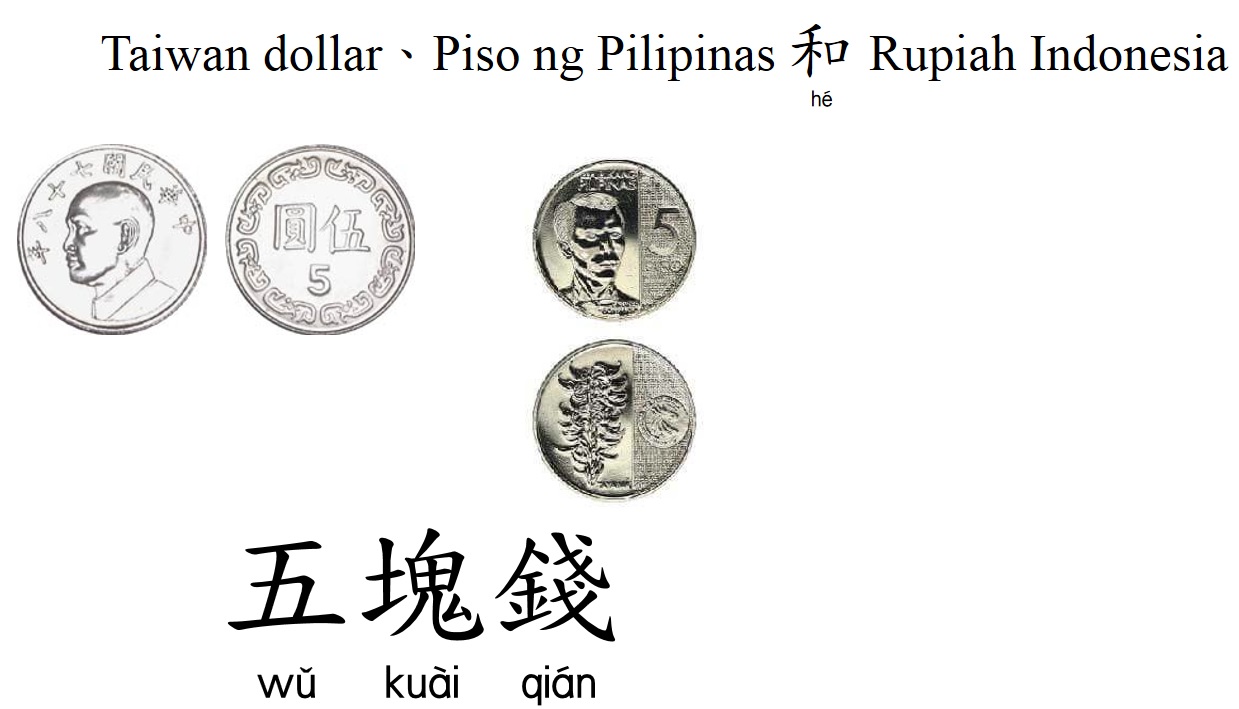 Taiwan dollar、Piso ng Pilipinas 和 Rupiah Indonesia
hé
中華民國七十八年
圓伍
5
PILIPINAS
5
PISO
五塊錢
wǔ kuài qián